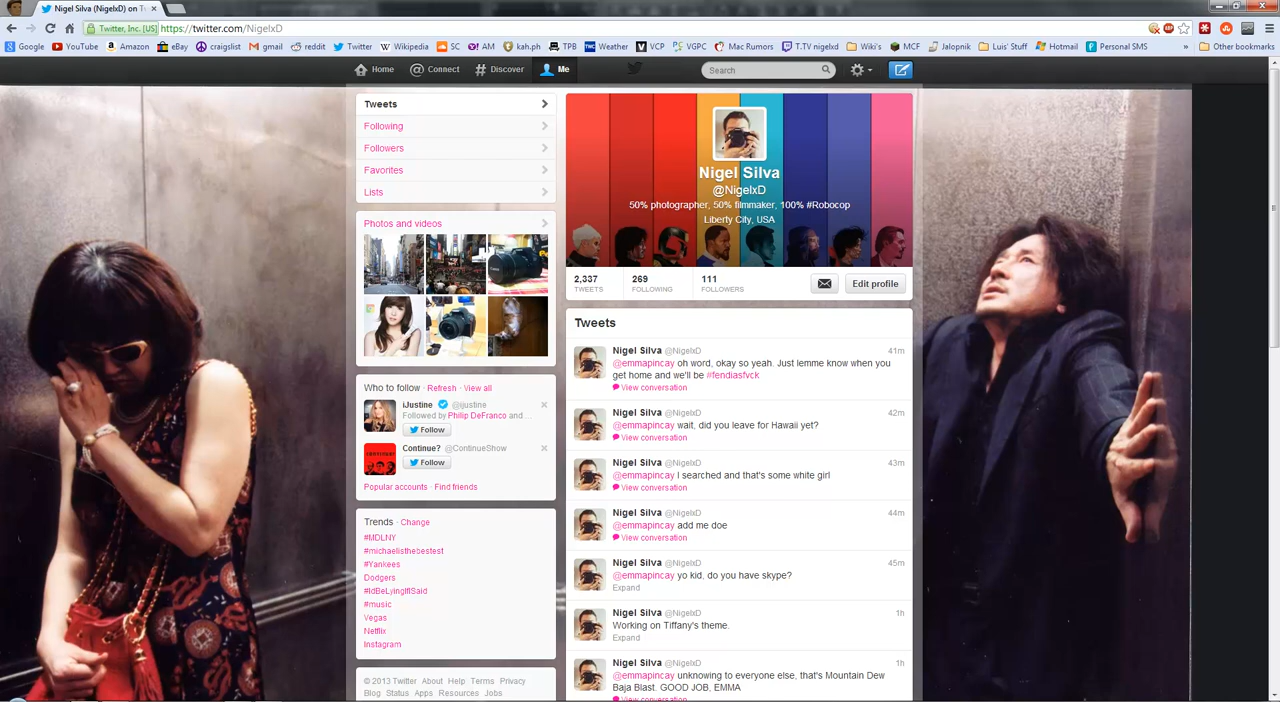 Nigel Silva (NigelxD) on T
Twitter, Inc. [US] https://twitter.com/NigelxD
Google YouTube Amazon eBay craigslist gmail reddit Twitter Wikipedia SC AM kah.ph TPB Weather VCP VGPC Mac Rumors T.TV nigelxd Wiki's MCF Jalopnik Luis' Stuff Hotmail Personal SMS » Other bookmarks
Home Connect Discover Me Search
Tweets
Following
Followers
Favorites
Lists
Photos and videos
Who to follow · Refresh · View all
iJustine @ijustine
Followed by Philip DeFranco and ...
Follow
Continue? @ContinueShow
Follow
Popular accounts · Find friends
Trends · Change
#MDLNY
#michaelisthebestest
#Yankees
Dodgers
#IdBeLyingIfISaid
#music
Vegas
Netflix
Instagram
© 2013 Twitter About Help Terms Privacy
Blog Status Apps Resources Jobs
Nigel Silva
@NigelxD
50% photographer, 50% filmmaker, 100% #Robocop
Liberty City, USA
2,337 269 111
TWEETS FOLLOWING FOLLOWERS
Edit profile
Tweets
Nigel Silva @NigelxD 41m
@emmapincay oh word, okay so yeah. Just lemme know when you
get home and we'll be #fendiasfvck
View conversation
Nigel Silva @NigelxD 42m
@emmapincay wait, did you leave for Hawaii yet?
View conversation
Nigel Silva @NigelxD 43m
@emmapincay I searched and that's some white girl
View conversation
Nigel Silva @NigelxD 44m
@emmapincay add me doe
View conversation
Nigel Silva @NigelxD 45m
@emmapincay yo kid, do you have skype?
Expand
Nigel Silva @NigelxD 1h
Working on Tiffany's theme.
Expand
Nigel Silva @NigelxD 1h
@emmapincay unknowing to everyone else, that's Mountain Dew
Baja Blast. GOOD JOB, EMMA
View conversation